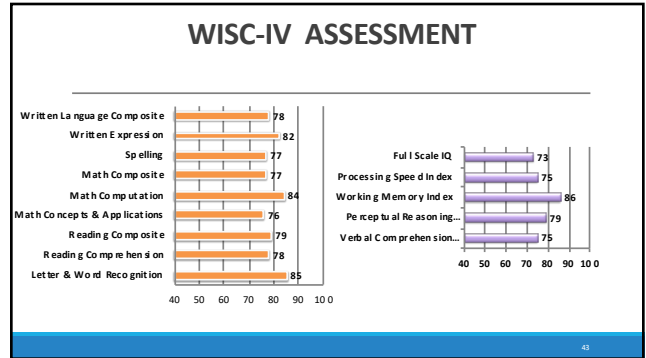 WISC-IV ASSESSMENT
Written Language Composite 78
Written Expression 82
Spelling 77
Math Composite 77
Math Computation 84
Math Concepts & Applications 76
Reading Composite 79
Reading Comprehension 78
Letter & Word Recognition 85
40 50 60 70 80 90 100
Full Scale IQ 73
Processing Speed Index 75
Working Memory Index 86
Perceptual Reasoning... 79
Verbal Comprehension... 75
40 50 60 70 80 90 100
43